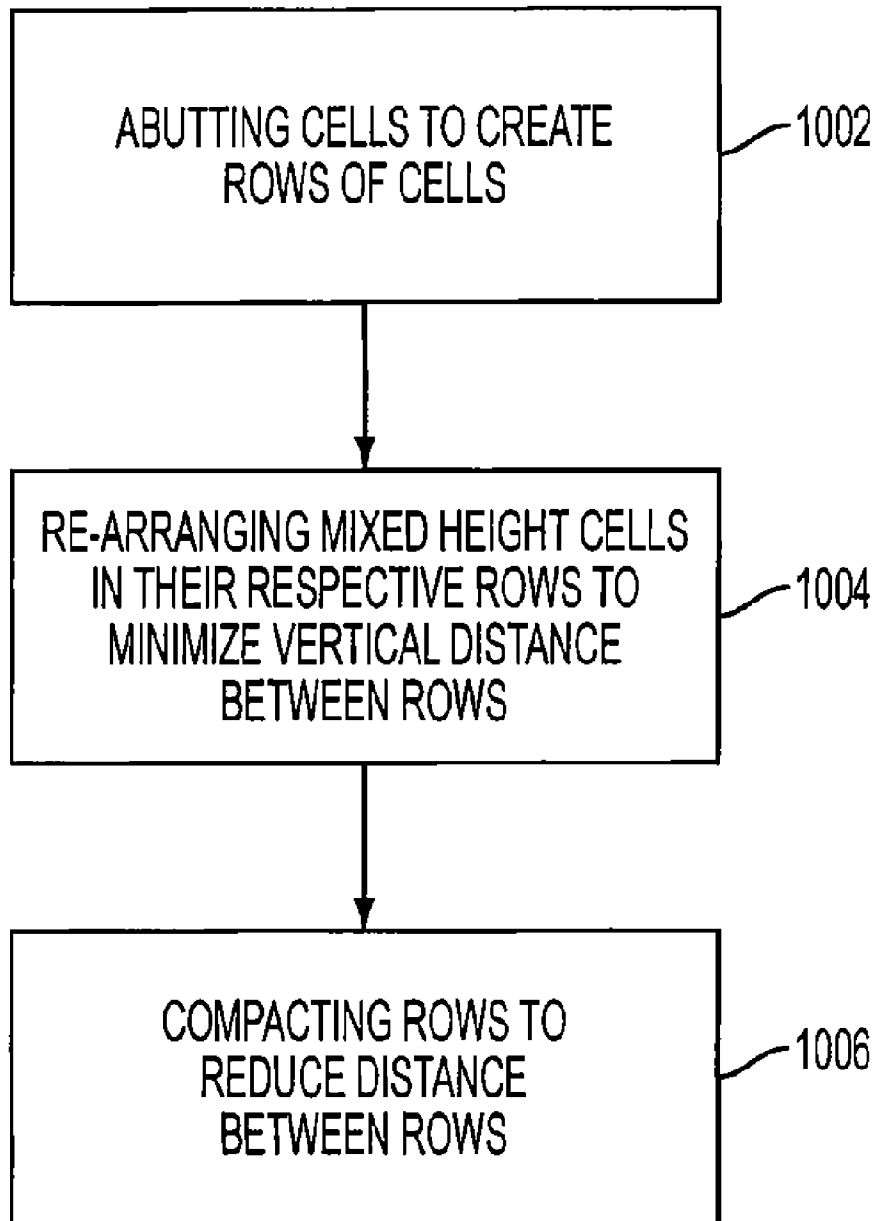 ABUTTING CELLS TO CREATE
ROWS OF CELLS
1002
RE-ARRANGING MIXED HEIGHT CELLS
IN THEIR RESPECTIVE ROWS TO
MINIMIZE VERTICAL DISTANCE
BETWEEN ROWS
1004
COMPACTING ROWS TO
REDUCE DISTANCE
BETWEEN ROWS
1006